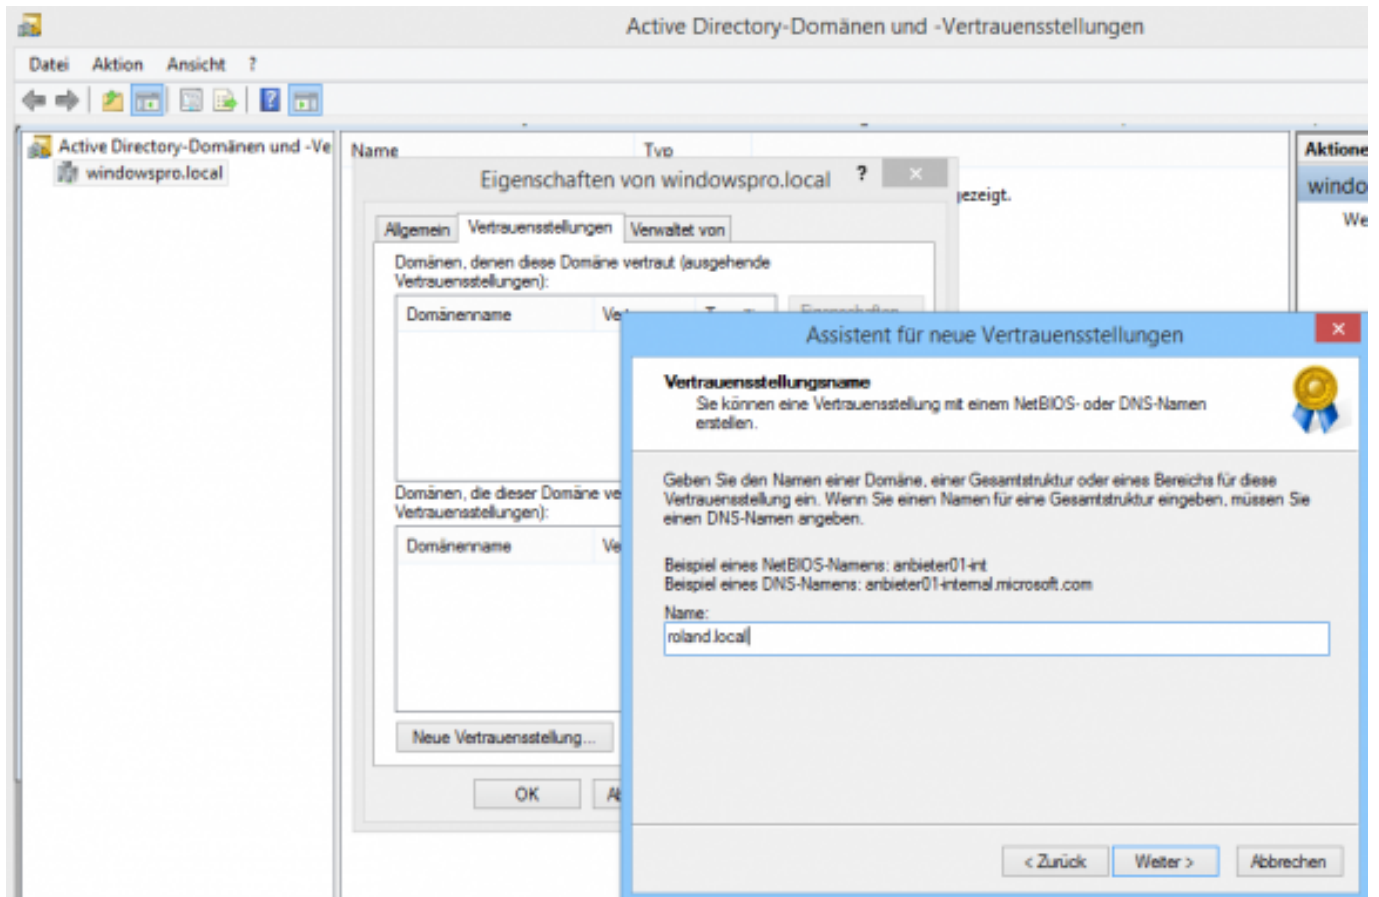 Active Directory-Domänen und -Vertrauensstellungen
Datei Aktion Ansicht ?
Active Directory-Domänen und -Ve
windowspro.local
Name Typ
Aktione
windo
We
ezeigt.
Eigenschaften von windowspro.local ? ×
Allgemein Vertrauensstellungen Verwaltet von
Domänen, denen diese Domäne vertraut (ausgehende
Vertrauensstellungen):
Domänenname Ve
Eigenschaften
Domänen, die dieser Domäne ve
Vertrauensstellungen):
Domänenname Ve
Neue Vertrauensstellung...
OK Ab
Assistent für neue Vertrauensstellungen ×
Vertrauensstellungsname
Sie können eine Vertrauensstellung mit einem NetBIOS- oder DNS-Namen
erstellen.
Geben Sie den Namen einer Domäne, einer Gesamtstruktur oder eines Bereichs für diese
Vertrauensstellung ein. Wenn Sie einen Namen für eine Gesamtstruktur eingeben, müssen Sie
einen DNS-Namen angeben.
Beispiel eines NetBIOS-Namens: anbieter01-int
Beispiel eines DNS-Namens: anbieter01-internal.microsoft.com
Name:
roland.local
< Zurück Weiter > Abbrechen